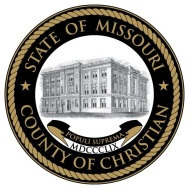 STATE OF MISSOURI
POPULI SUPREMA
MDCCCLIX
COUNTY OF CHRISTIAN